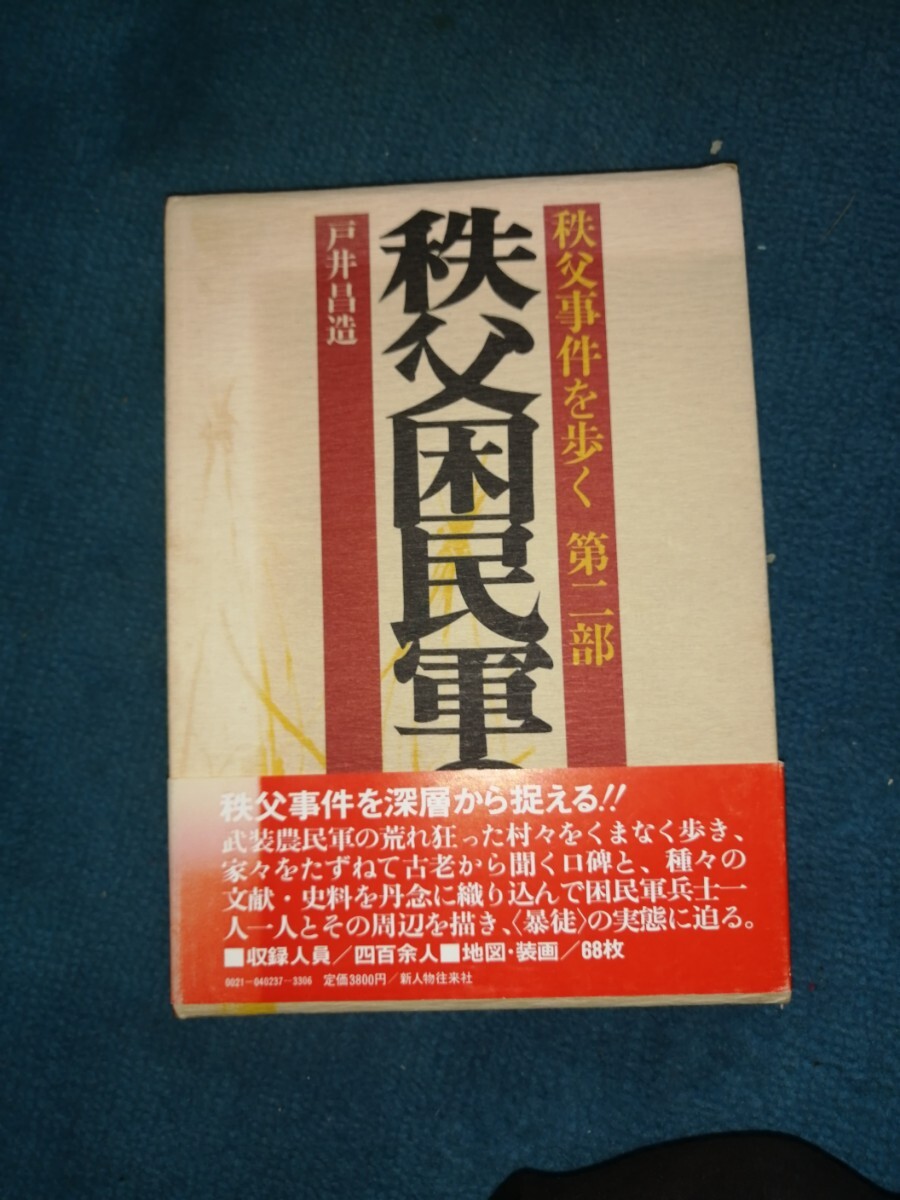 秩父事件を歩く 第二部
秩父困民軍
戸井昌造
秩父事件を深層から捉える!!
武装農民軍の荒れ狂った村々をくまなく歩き、
家々をたずねて古老から聞く口碑と、種々の
文献・史料を丹念に織り込んで困民軍兵士一
人一人とその周辺を描き、〈暴徒〉の実態に迫る。
■収録人員/四百余人■地図・装画/68枚
0021-040237-3306 定価3800円/新人物往来社